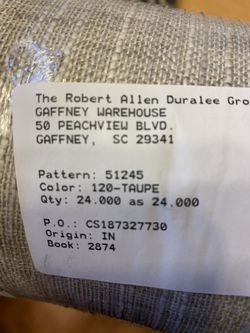 The Robert Allen Duralee Gro
GAFFNEY WAREHOUSE
50 PEACHVIEW BLVD.
GAFFNEY, SC 29341
Pattern: 51245
Color: 120-TAUPE
Qty: 24.000 as 24.000
P.O.: CS187327730
Origin: IN
Book: 2874